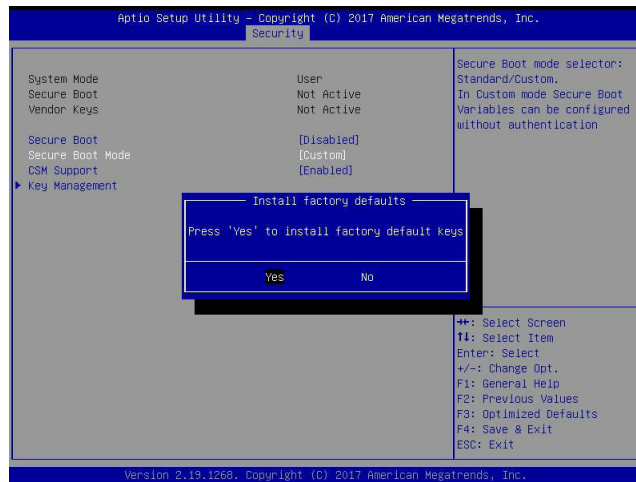 Aptio Setup Utility – Copyright (C) 2017 American Megatrends, Inc.
Security
System Mode User
Secure Boot Not Active
Vendor Keys Not Active
Secure Boot [Disabled]
Secure Boot Mode [Custom]
CSM Support [Enabled]
Key Management
Install factory defaults
Press 'Yes' to install factory default keys
Yes No
Secure Boot mode selector:
Standard/Custom.
In Custom mode Secure Boot
Variables can be configured
without authentication
→←: Select Screen
↑↓: Select Item
Enter: Select
+/-: Change Opt.
F1: General Help
F2: Previous Values
F3: Optimized Defaults
F4: Save & Exit
ESC: Exit
Version 2.19.1268. Copyright (C) 2017 American Megatrends, Inc.